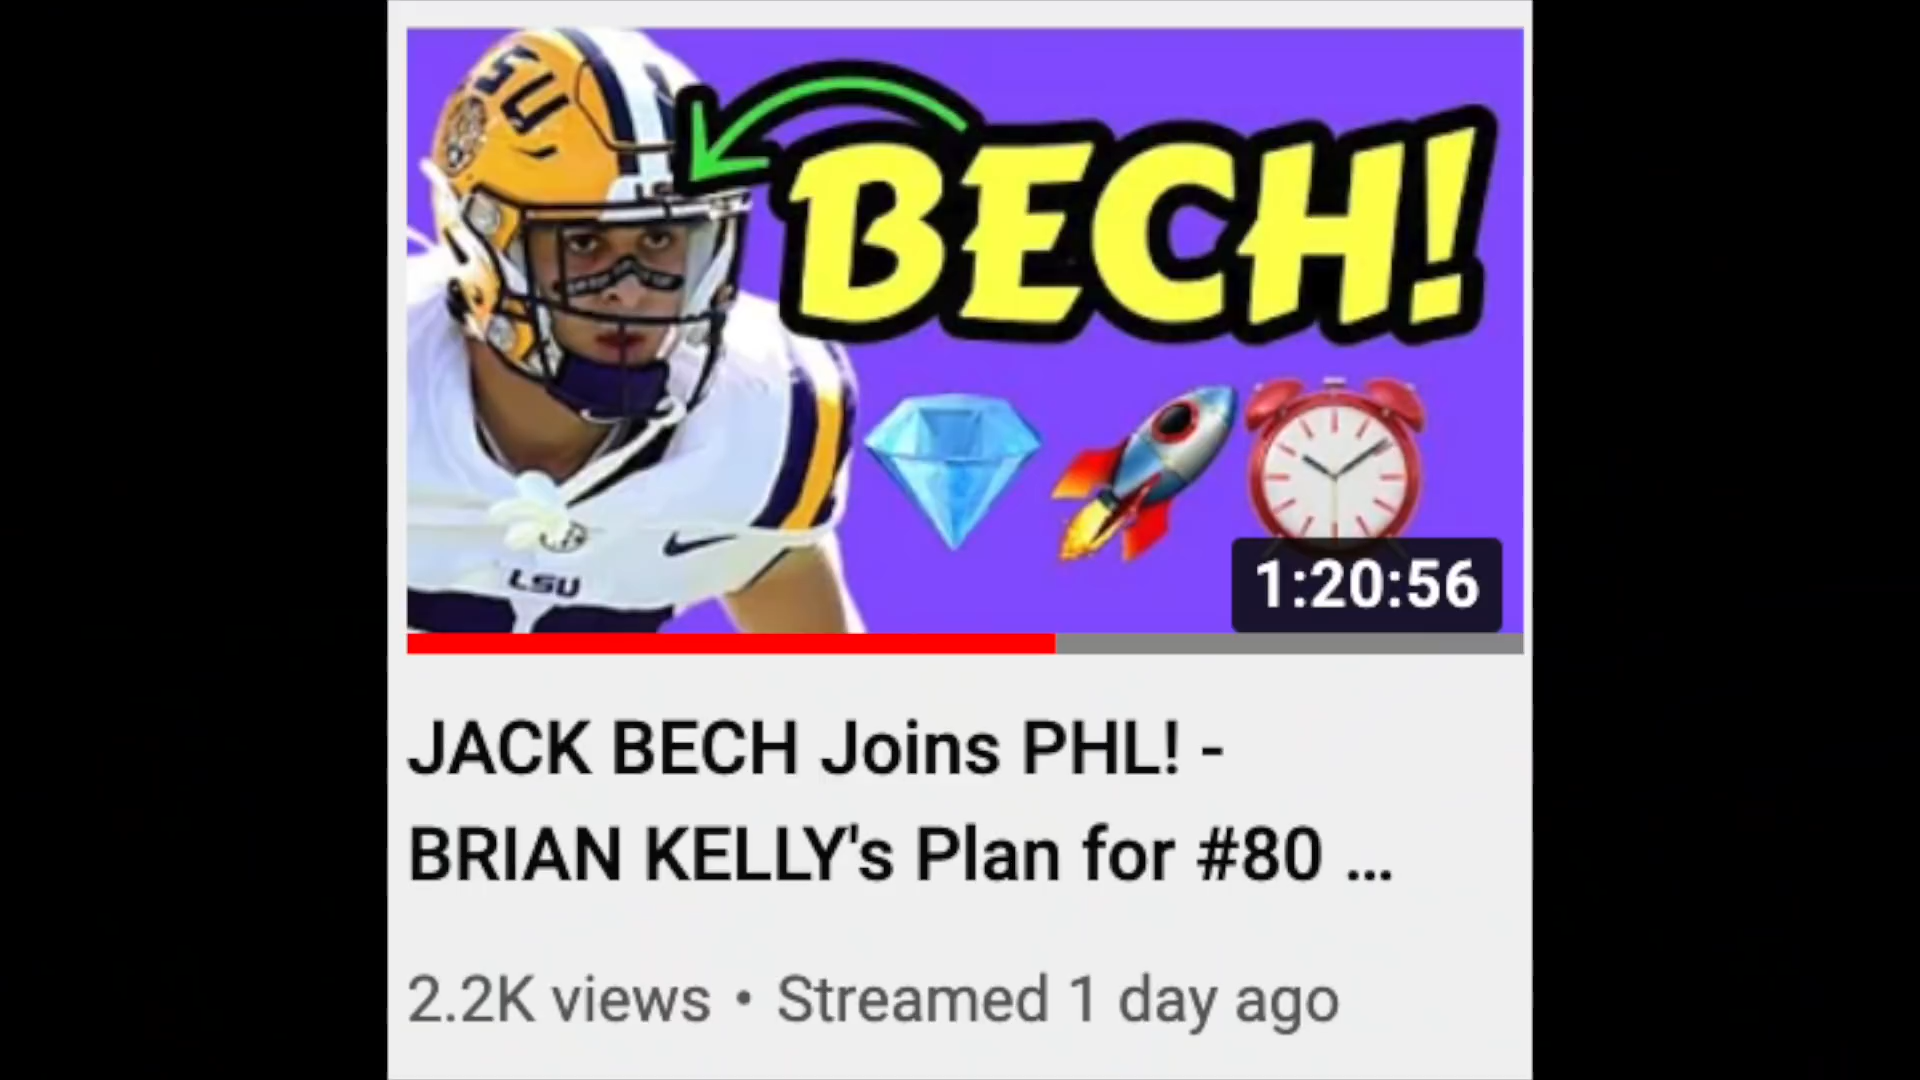 LSU
BECH!
LSU
1:20:56
JACK BECH Joins PHL! -
BRIAN KELLY's Plan for #80 ...
2.2K views • Streamed 1 day ago